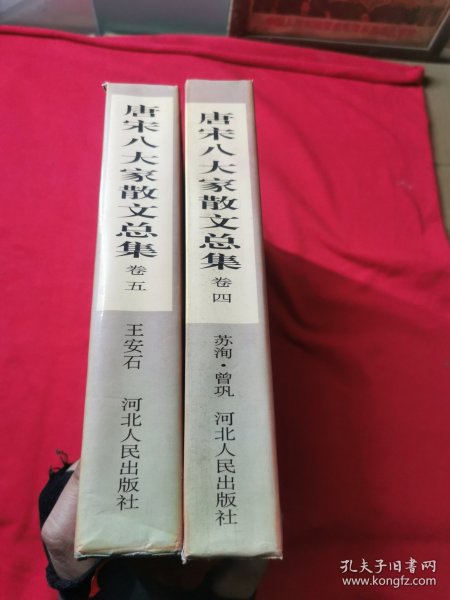 唐宋八大家散文总集
卷五
王安石
河北人民出版社
唐宋八大家散文总集
卷四
苏洵·曾巩
河北人民出版社
孔夫子旧书网
www.kongfz.com